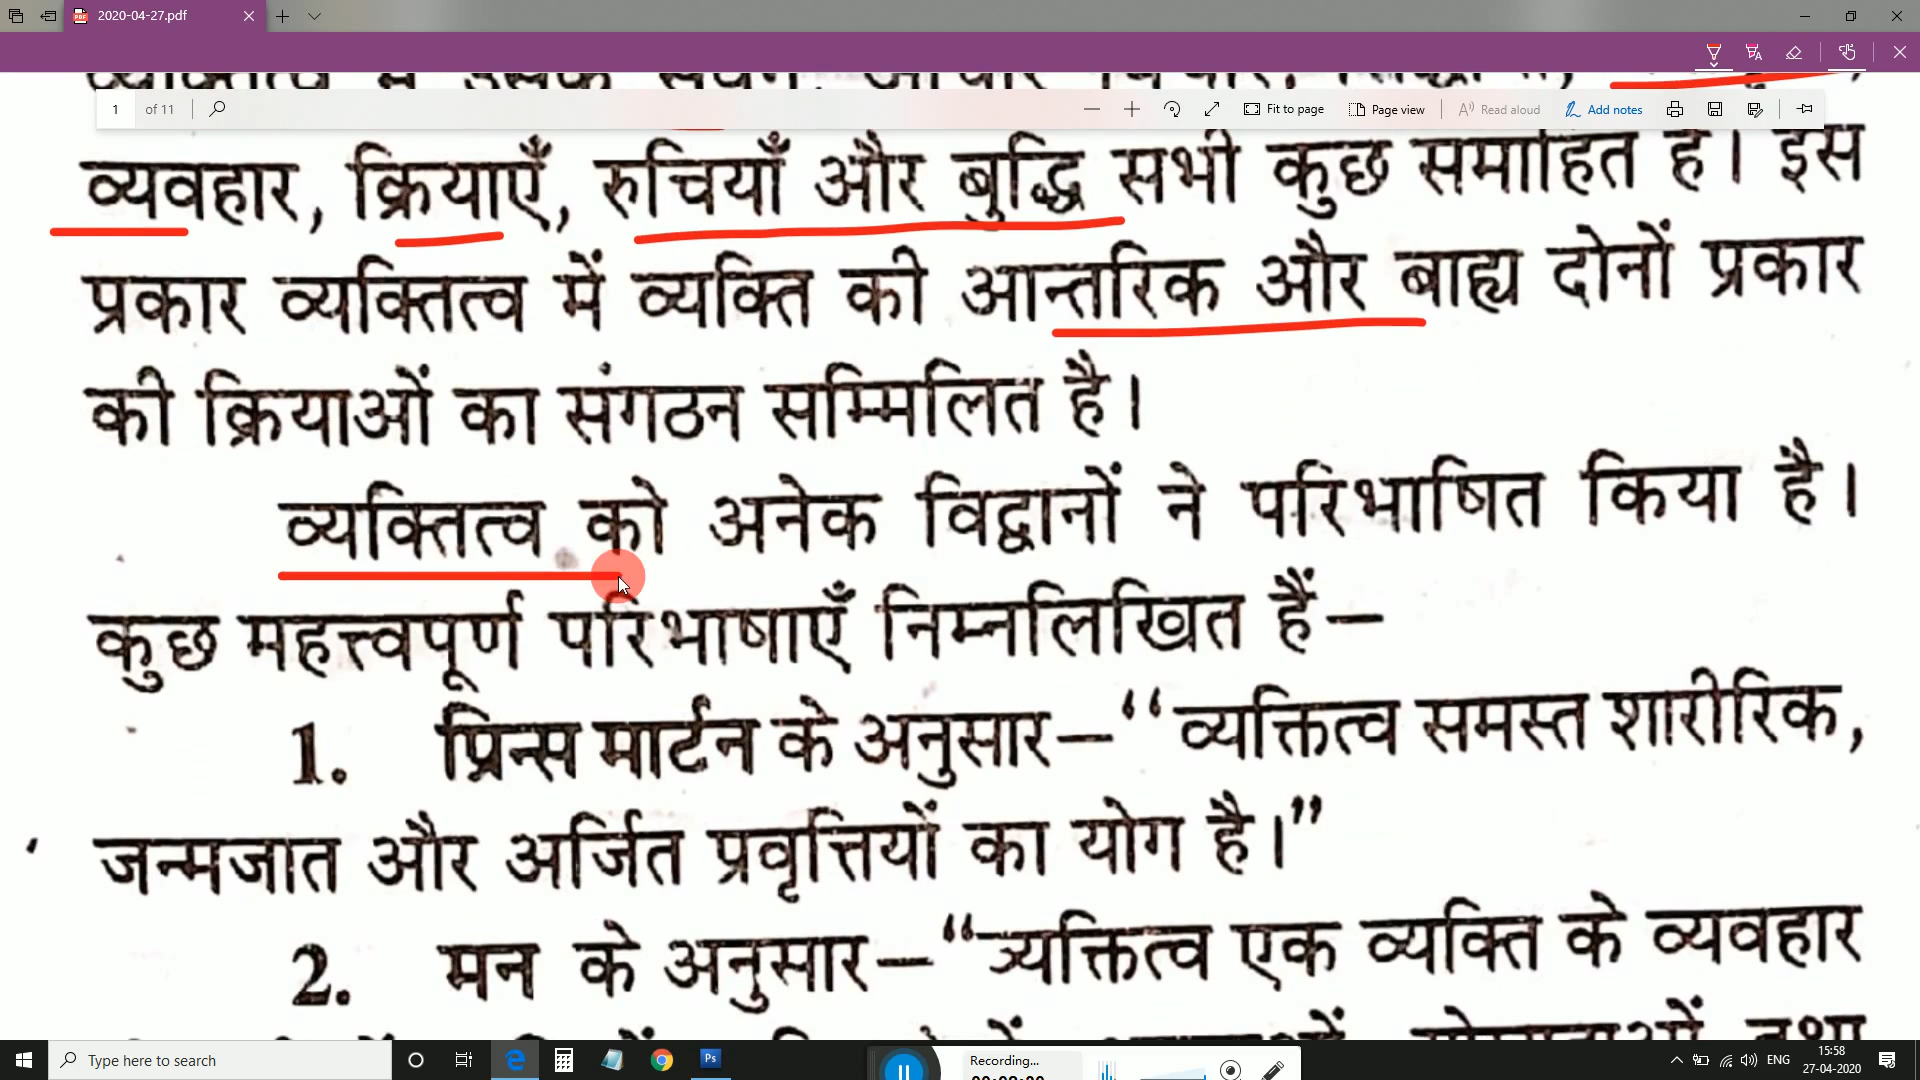 2020-04-27.pdf
1 of 11 Fit to page Page view Read aloud Add notes
व्यवहार, क्रियाएँ, रुचियाँ और बुद्धि सभी कुछ समाहित है। इस
प्रकार व्यक्तित्व में व्यक्ति की आन्तरिक और बाह्य दोनों प्रकार
की क्रियाओं का संगठन सम्मिलित है।
व्यक्तित्व को अनेक विद्वानों ने परिभाषित किया है।
कुछ महत्त्वपूर्ण परिभाषाएँ निम्नलिखित हैं—
1. प्रिन्स मार्टन के अनुसार—“व्यक्तित्व समस्त शारीरिक,
जन्मजात और अर्जित प्रवृत्तियों का योग है।”
2. मन के अनुसार—“व्यक्तित्व एक व्यक्ति के व्यवहार
Type here to search
Recording...
ENG
15:58
27-04-2020